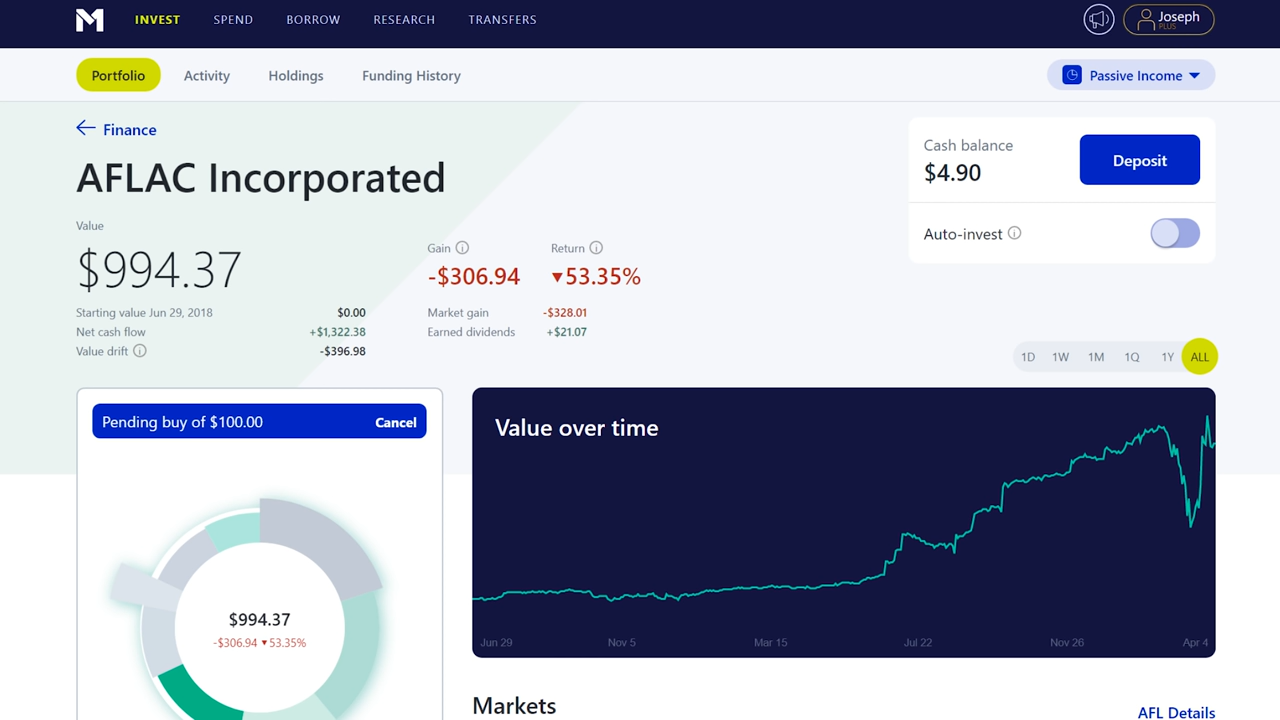 INVEST SPEND BORROW RESEARCH TRANSFERS
Joseph
PLUS
Portfolio Activity Holdings Funding History
Passive Income
Finance
AFLAC Incorporated
Cash balance
$4.90
Deposit
Auto-invest
Value
$994.37
Gain Return
-$306.94 ▼53.35%
Starting value Jun 29, 2018 $0.00
Net cash flow +$1,322.38
Value drift -$396.98
Market gain -$328.01
Earned dividends +$21.07
1D 1W 1M 1Q 1Y ALL
Pending buy of $100.00 Cancel
$994.37
-$306.94 ▼53.35%
Value over time
Jun 29 Nov 5 Mar 15 Jul 22 Nov 26 Apr 4
Markets
AFL Details